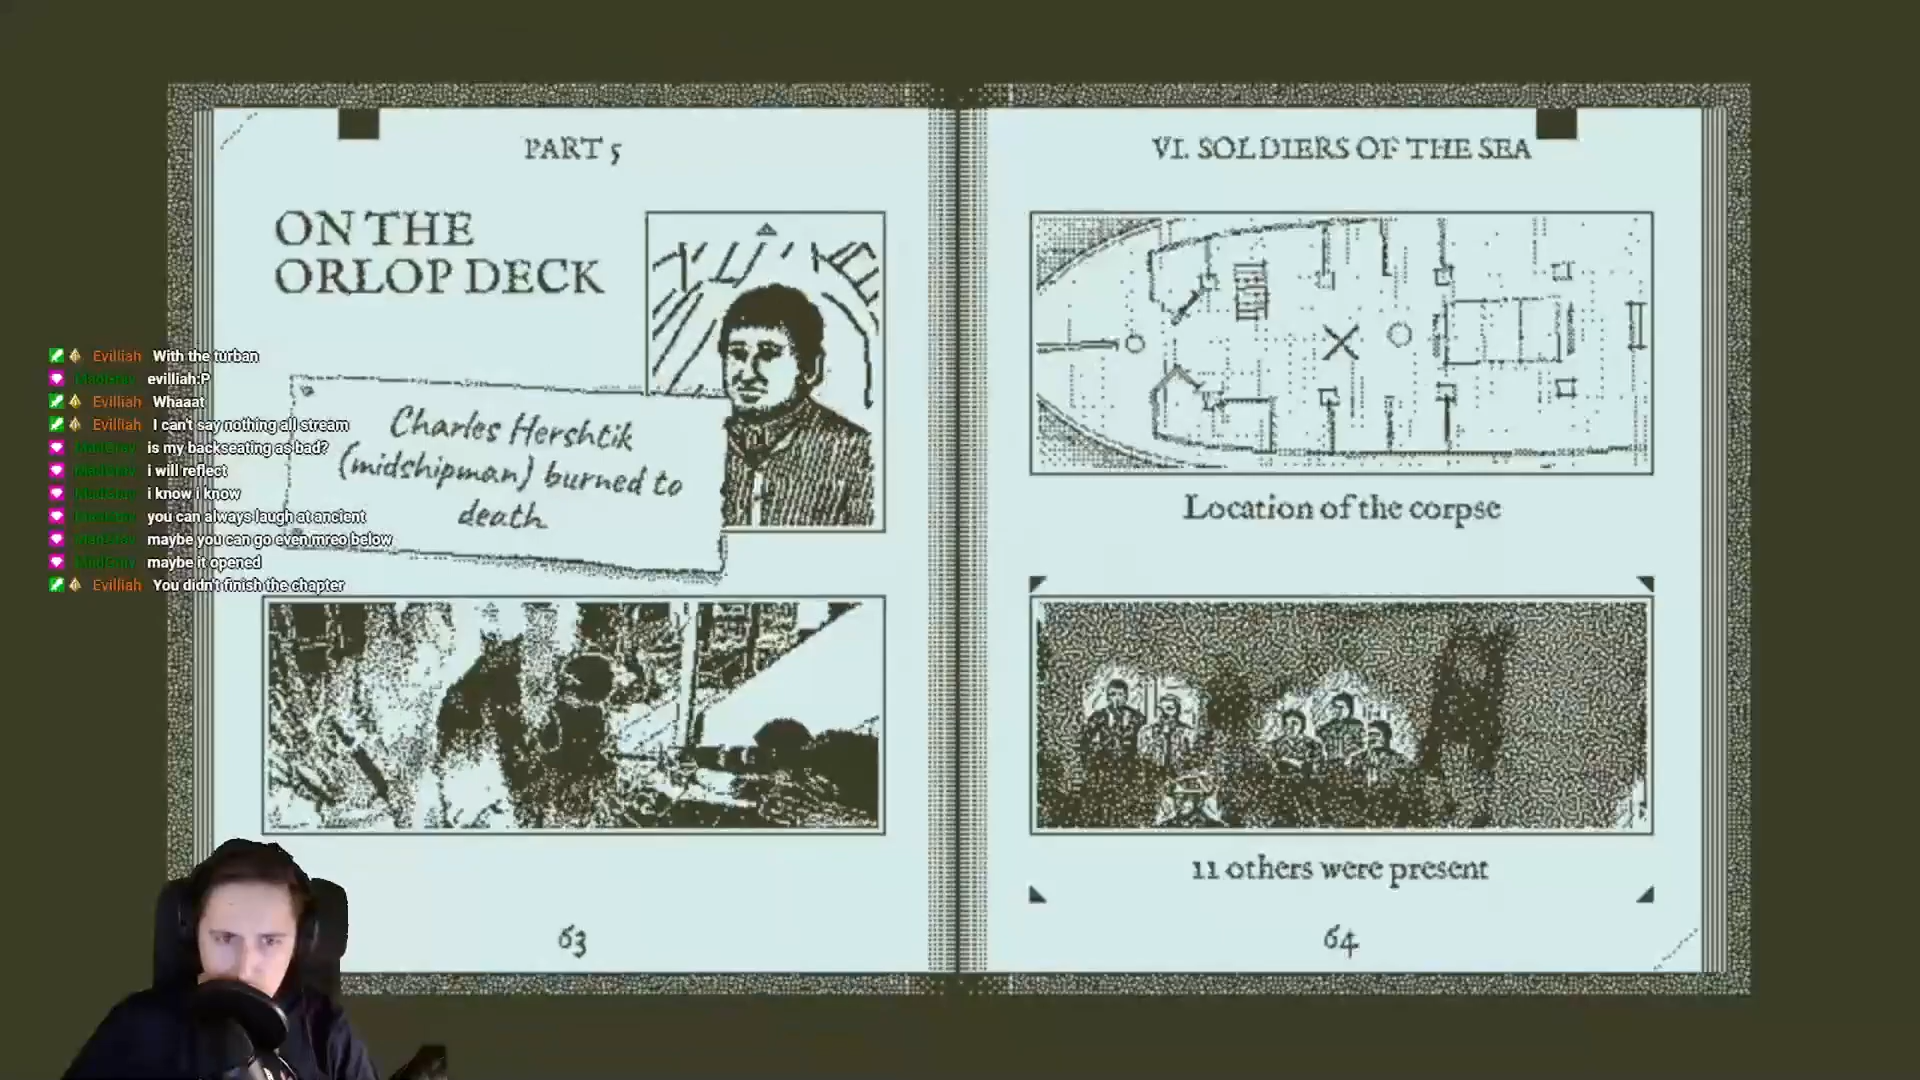 PART 5
ON THE
ORLOP DECK
Charles Hershtik
(midshipman) burned to
death
63
VI. SOLDIERS OF THE SEA
Location of the corpse
11 others were present
64
Evilliah With the turban
evilliah:P
Evilliah Whaaat
Evilliah I can't say nothing all stream
is my backseating as bad?
i will reflect
i know i know
you can always laugh at ancient
maybe you can go even mreo below
maybe it opened
Evilliah You didn't finish the chapter